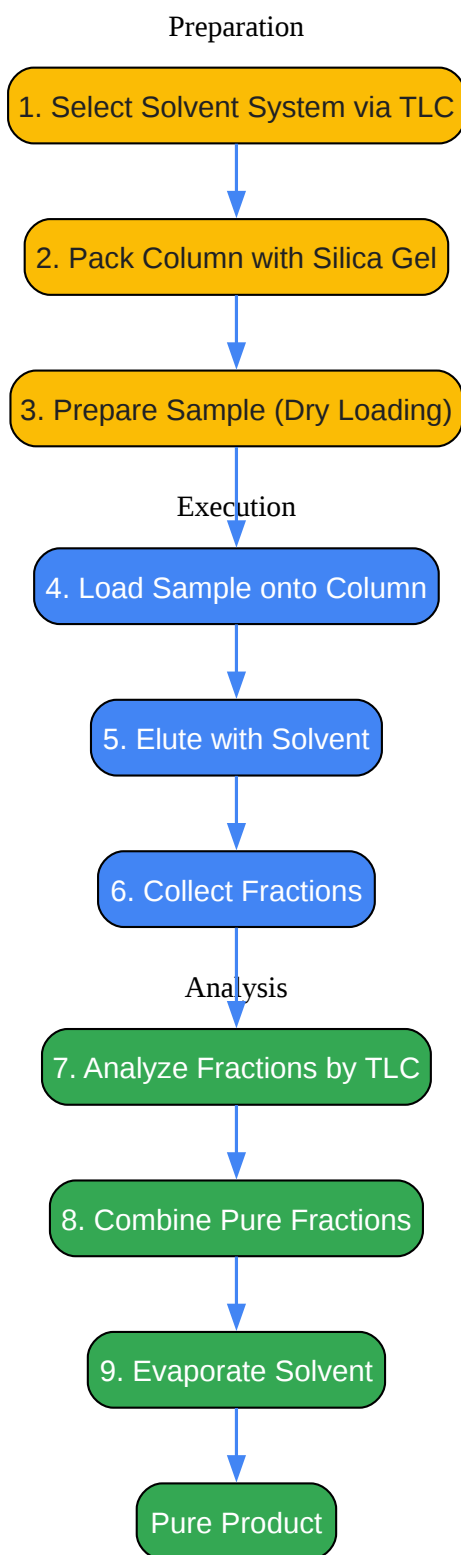 Preparation
1. Select Solvent System via TLC
2. Pack Column with Silica Gel
3. Prepare Sample (Dry Loading)
Execution
4. Load Sample onto Column
5. Elute with Solvent
6. Collect Fractions
Analysis
7. Analyze Fractions by TLC
8. Combine Pure Fractions
9. Evaporate Solvent
Pure Product